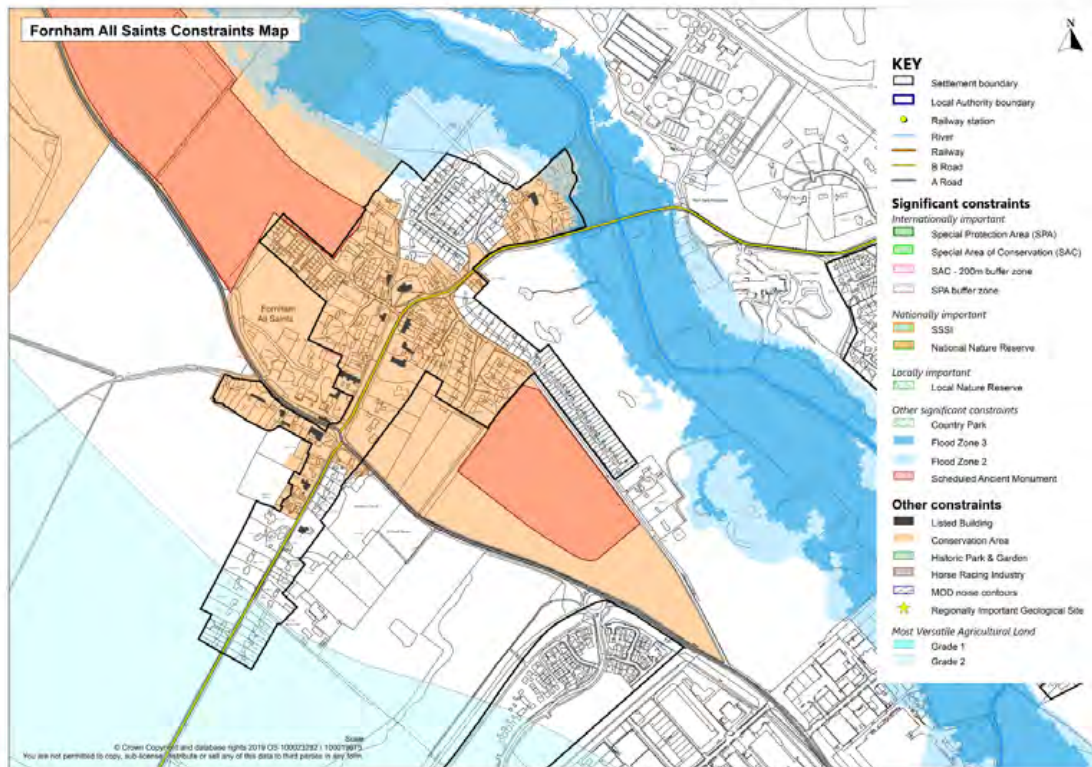 Fornham All Saints Constraints Map
N
KEY
Settlement boundary
Local Authority boundary
Railway station
River
Railway
B Road
A Road
Significant constraints
Internationally important
Special Protection Area (SPA)
Special Area of Conservation (SAC)
SAC - 200m buffer zone
SPA buffer zone
Nationally important
SSSI
National Nature Reserve
Locally important
Local Nature Reserve
Other significant constraints
Country Park
Flood Zone 3
Flood Zone 2
Scheduled Ancient Monument
Other constraints
Listed Building
Conservation Area
Historic Park & Garden
Horse Racing Industry
MOD noise contours
Regionally Important Geological Site
Most Versatile Agricultural Land
Grade 1
Grade 2
Fornham
All Saints
Scale
© Crown Copyright and database rights 2019 OS
You are not permitted to copy, sub-license, distribute or sell any of this data to third parties in any form.